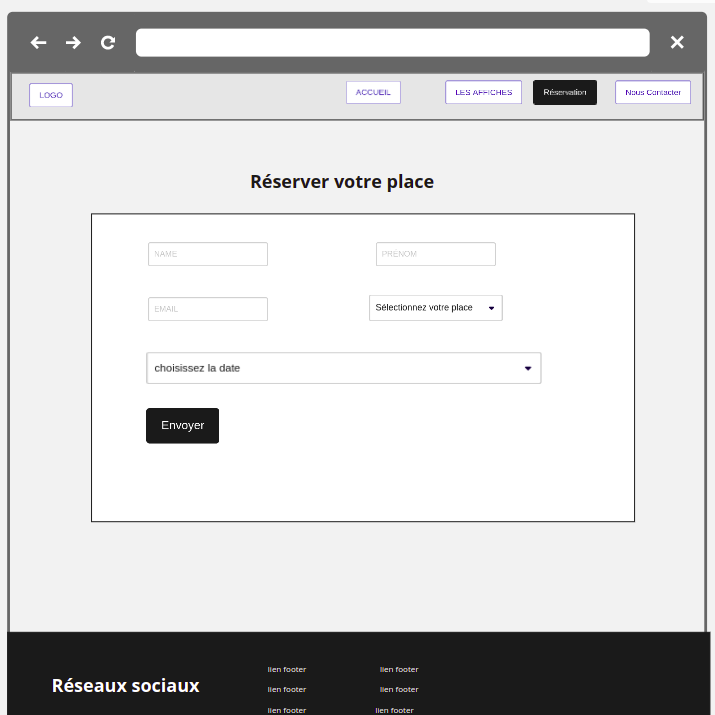 LOGO
ACCUEIL
LES AFFICHES
Réservation
Nous Contacter
Réserver votre place
NAME
PRENOM
EMAIL
Sélectionnez votre place
choisissez la date
Envoyer
Réseaux sociaux
lien footer
lien footer
lien footer
lien footer
lien footer
lien footer